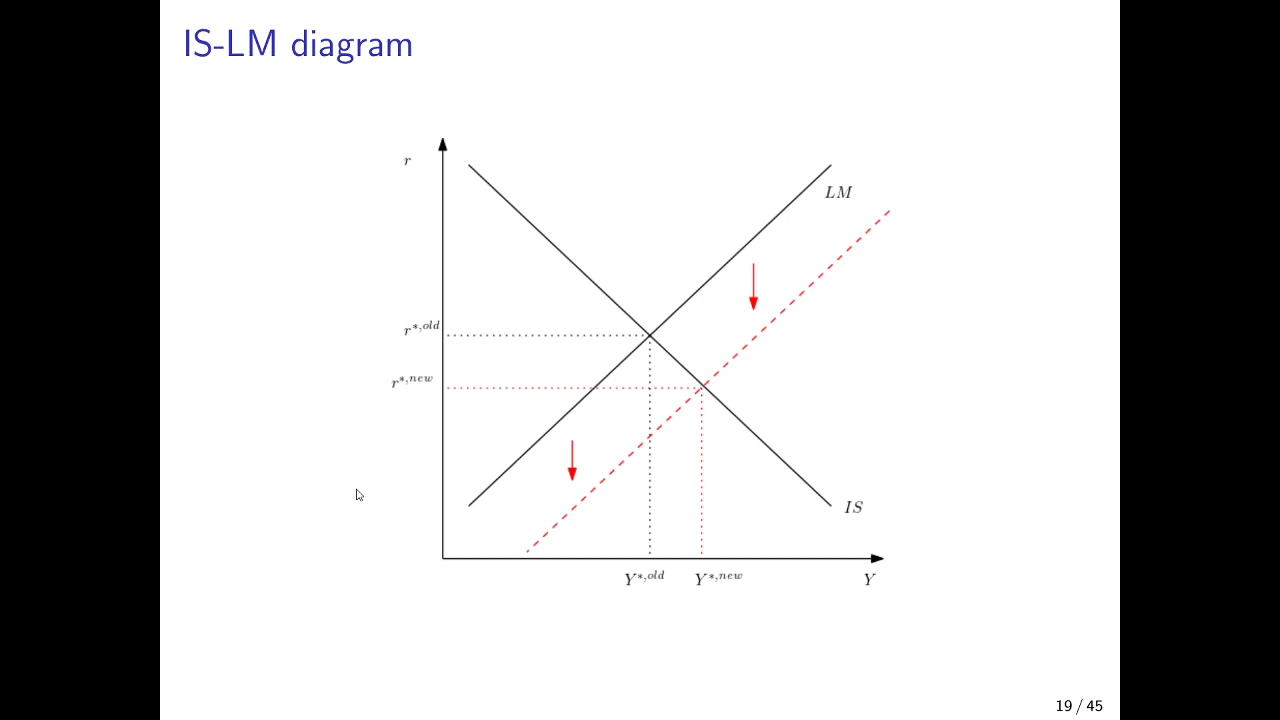 IS-LM diagram
r
LM
r*,old
r*,new
IS
Y*,old
Y*,new
Y
19 / 45